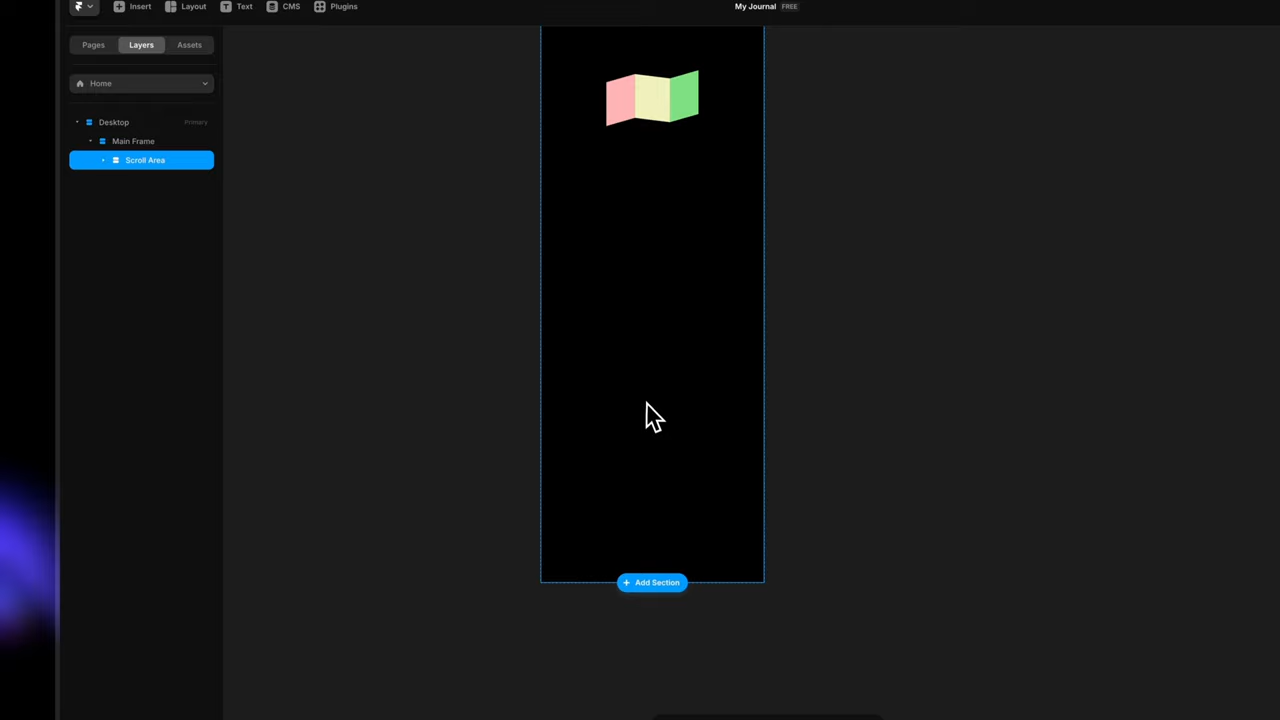 Insert Layout Text CMS Plugins My Journal FREE
Pages Layers Assets
Home
Desktop Primary
Main Frame
Scroll Area
Add Section